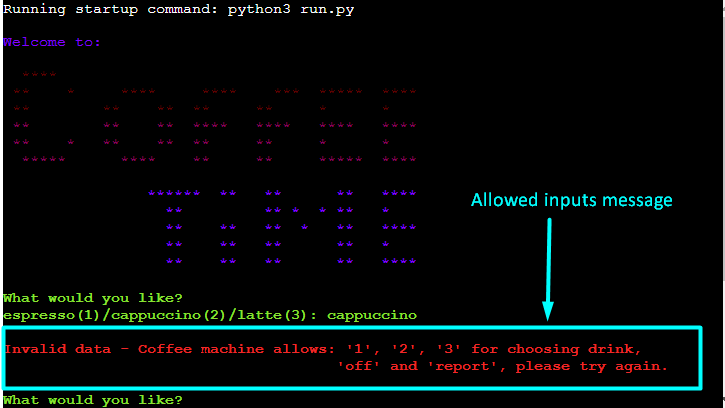 Running startup command: python3 run.py
Welcome to:
COFFEE
TIME
Allowed inputs message
What would you like?
espresso(1)/cappuccino(2)/latte(3): cappuccino
Invalid data - Coffee machine allows: '1', '2', '3' for choosing drink,
'off' and 'report', please try again.
What would you like?